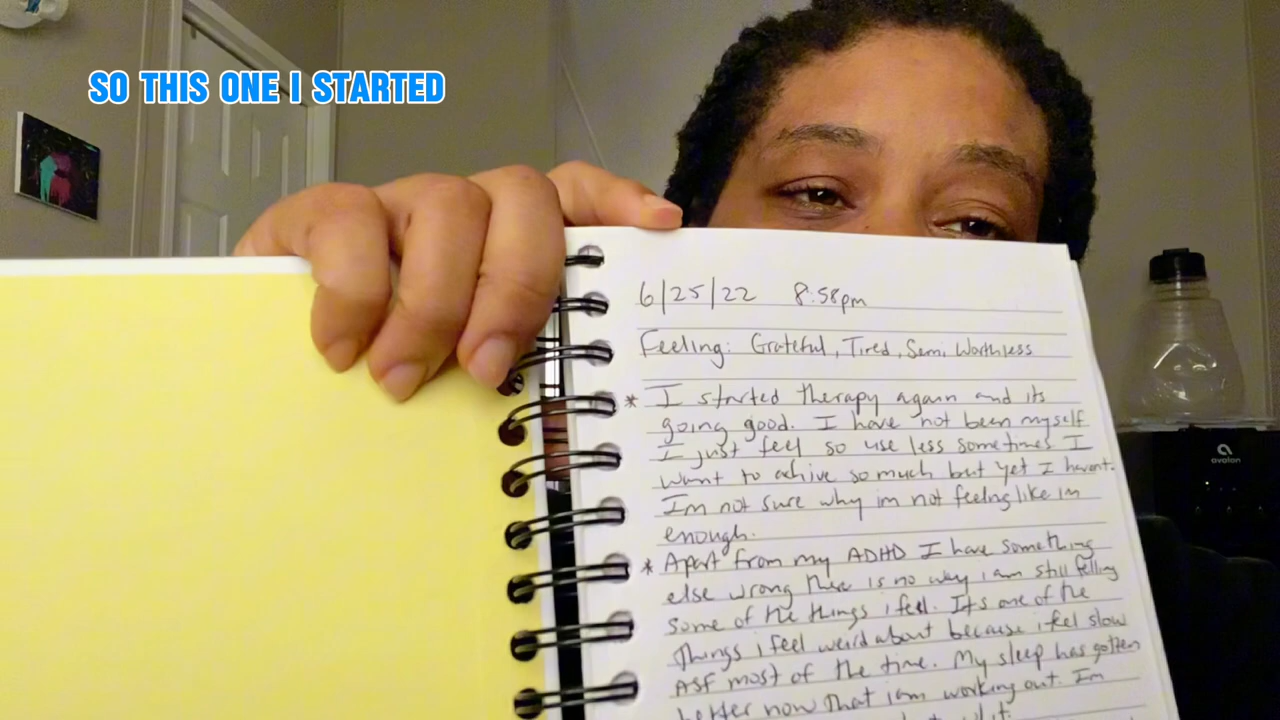 SO THIS ONE I STARTED
6/25/22 8:58pm
Feeling: Grateful, Tired, Semi Worthless
* I started therapy again and its
going good. I have not been myself
I just feel so use less sometimes I
want to achive so much but yet I havent.
Im not sure why im not feeling like im
enough.
* Apart from my ADHD I have something
else wrong there is no way i am still felling
some of the things i feel. Its one of the
things i feel weird about because i feel slow
ASF most of the time. My sleep has gotten
better now that iam working out. Im
avalon